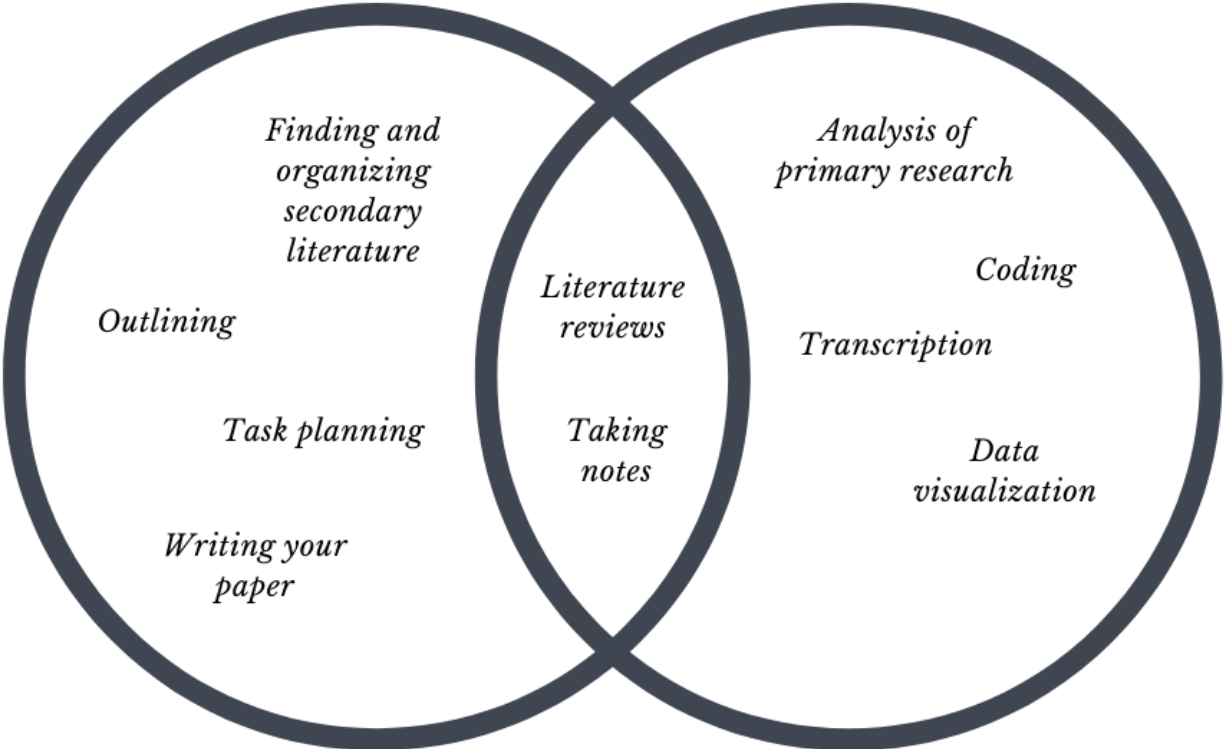 Finding and
organizing
secondary
literature
Outlining
Task planning
Writing your
paper
Literature
reviews
Taking
notes
Analysis of
primary research
Coding
Transcription
Data
visualization